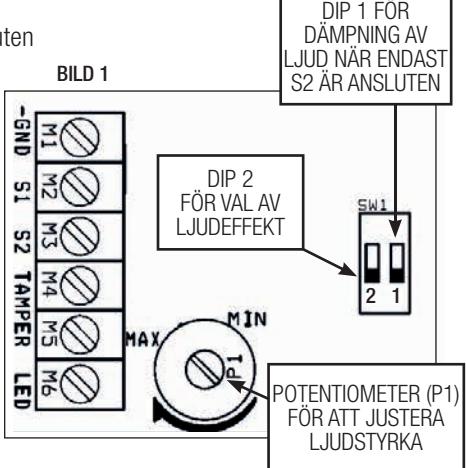 DIP 1 FÖR
DÄMPNING AV
LJUD NÄR ENDAST
S2 ÄR ANSLUTEN
BILD 1
-GND
S1
S2
TAMPER
LED
M1
M2
M3
M4
M5
M6
DIP 2
FÖR VAL AV
LJUDEFFEKT
SW1
2 1
MAX
MIN
P1
POTENTIOMETER (P1)
FÖR ATT JUSTERA
LJUDSTYRKA